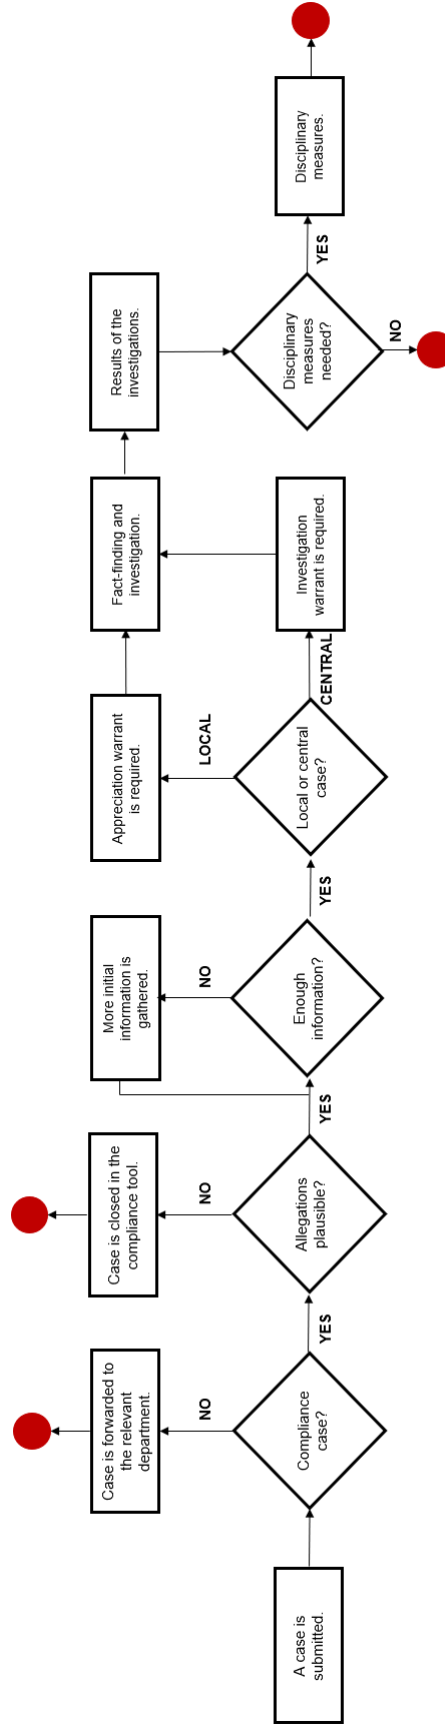 A case is
submitted.
Compliance
case?
NO
Case is forwarded to
the relevant
department.
YES
Allegations
plausible?
NO
Case is closed in the
compliance tool.
YES
Enough
information?
NO
More initial
information is
gathered.
YES
Local or central
case?
LOCAL
Appreciation warrant
is required.
CENTRAL
Investigation
warrant is required.
Fact-finding and
investigation.
Results of the
investigations.
Disciplinary
measures
needed?
NO
YES
Disciplinary
measures.